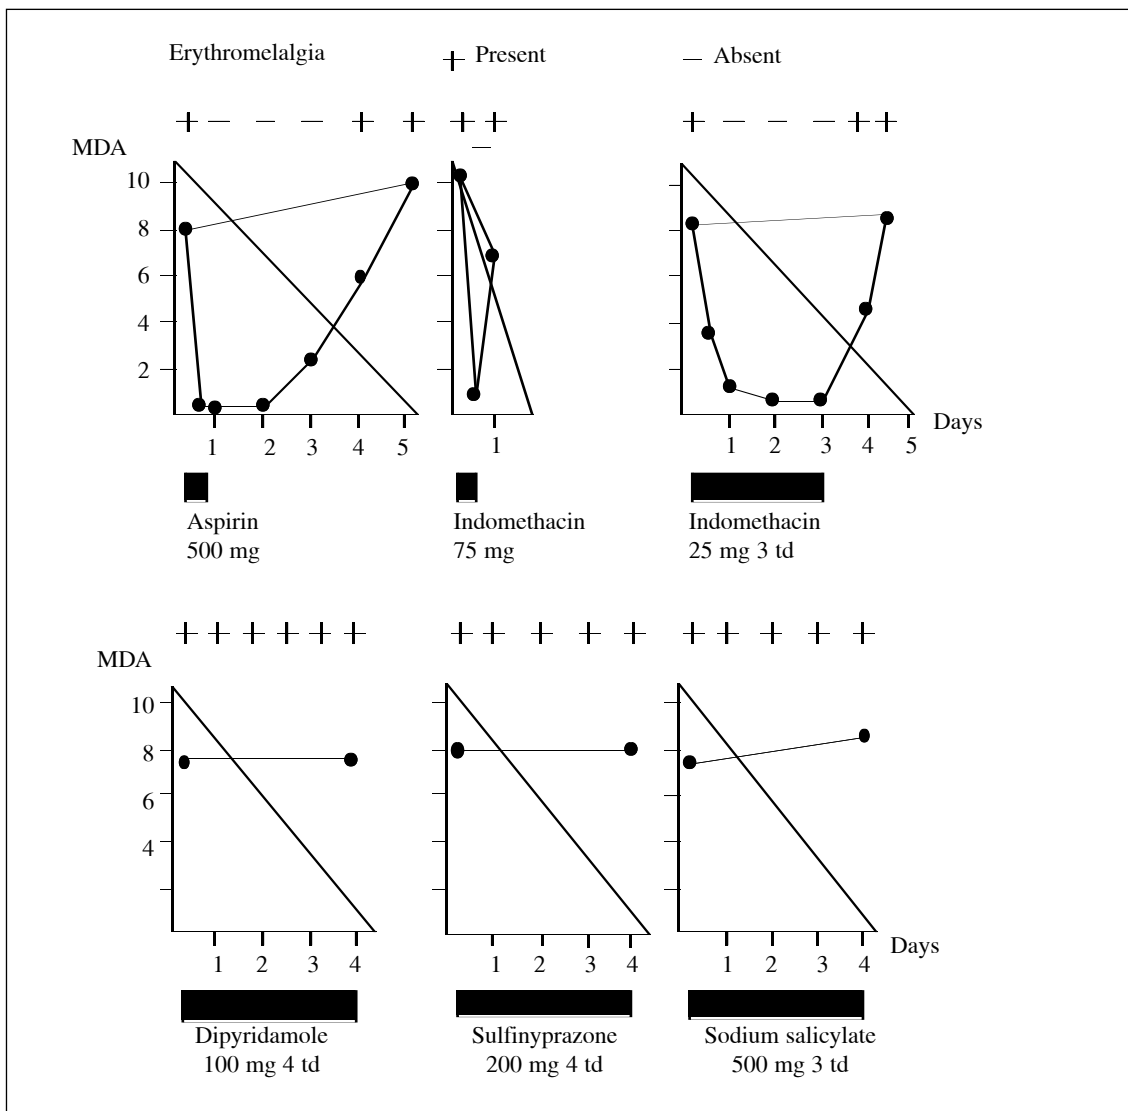 Erythromelalgia + Present — Absent
+ — — — + + + + + — — — + +
MDA —
10
8
6
4
2
1 2 3 4 5 1 1 2 3 4 5 Days
Aspirin Indomethacin Indomethacin
500 mg 75 mg 25 mg 3 td
+ + + + + + + + + + + + + + + +
MDA
10
8
6
4
1 2 3 4 1 2 3 4 1 2 3 4 Days
Dipyridamole Sulfinyprazone Sodium salicylate
100 mg 4 td 200 mg 4 td 500 mg 3 td